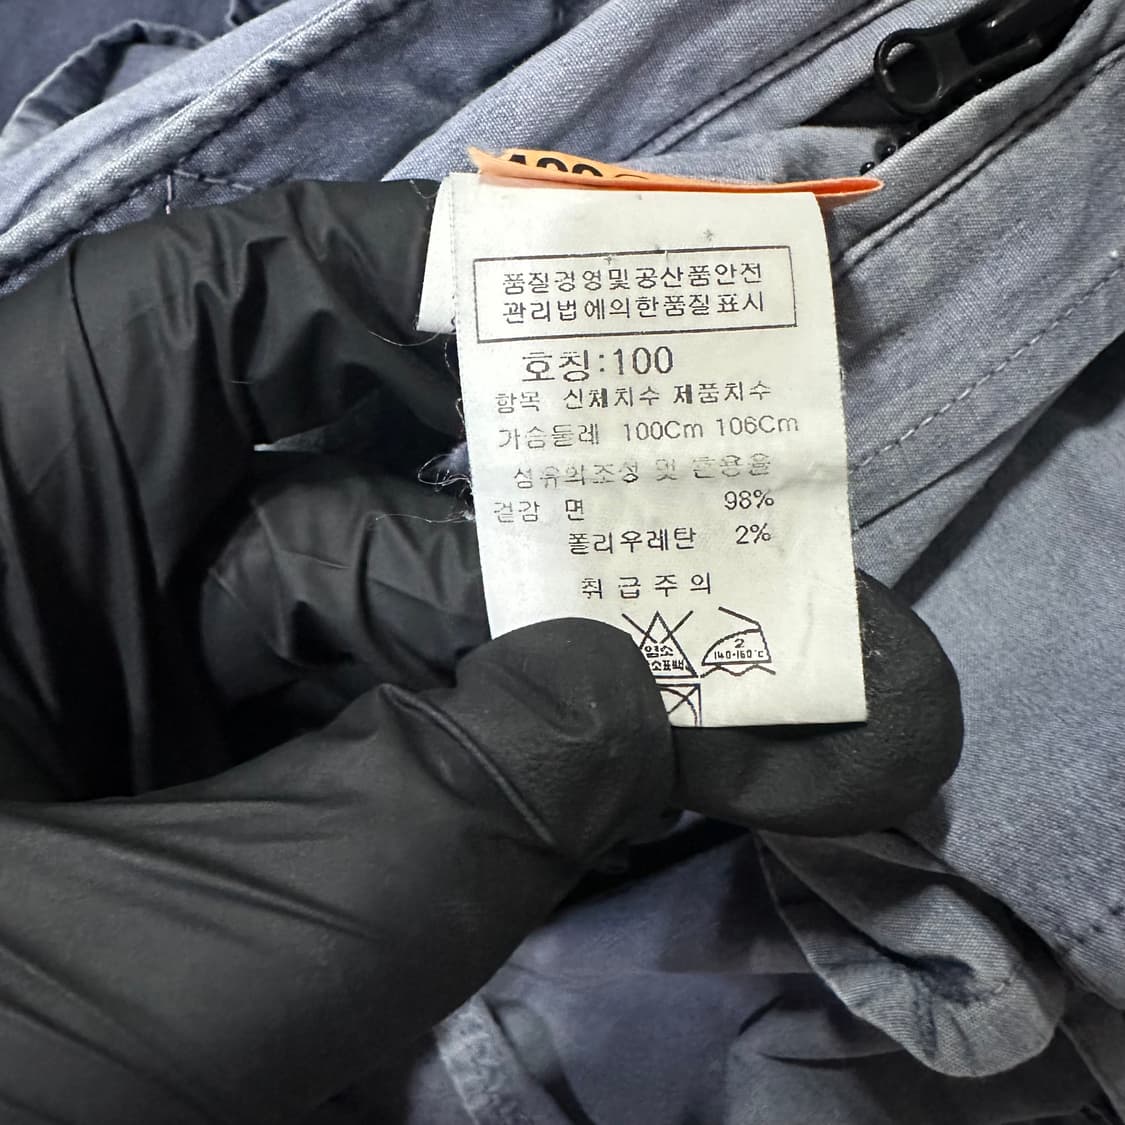 품질경영및공산품안전
관리법에의한품질표시
호칭:100
항목 신체치수 제품치수
가슴둘레 100Cm 106Cm
섬유의조성 및 혼용율
겉감 면 98%
폴리우레탄 2%
취급주의
염소
2
140-160℃